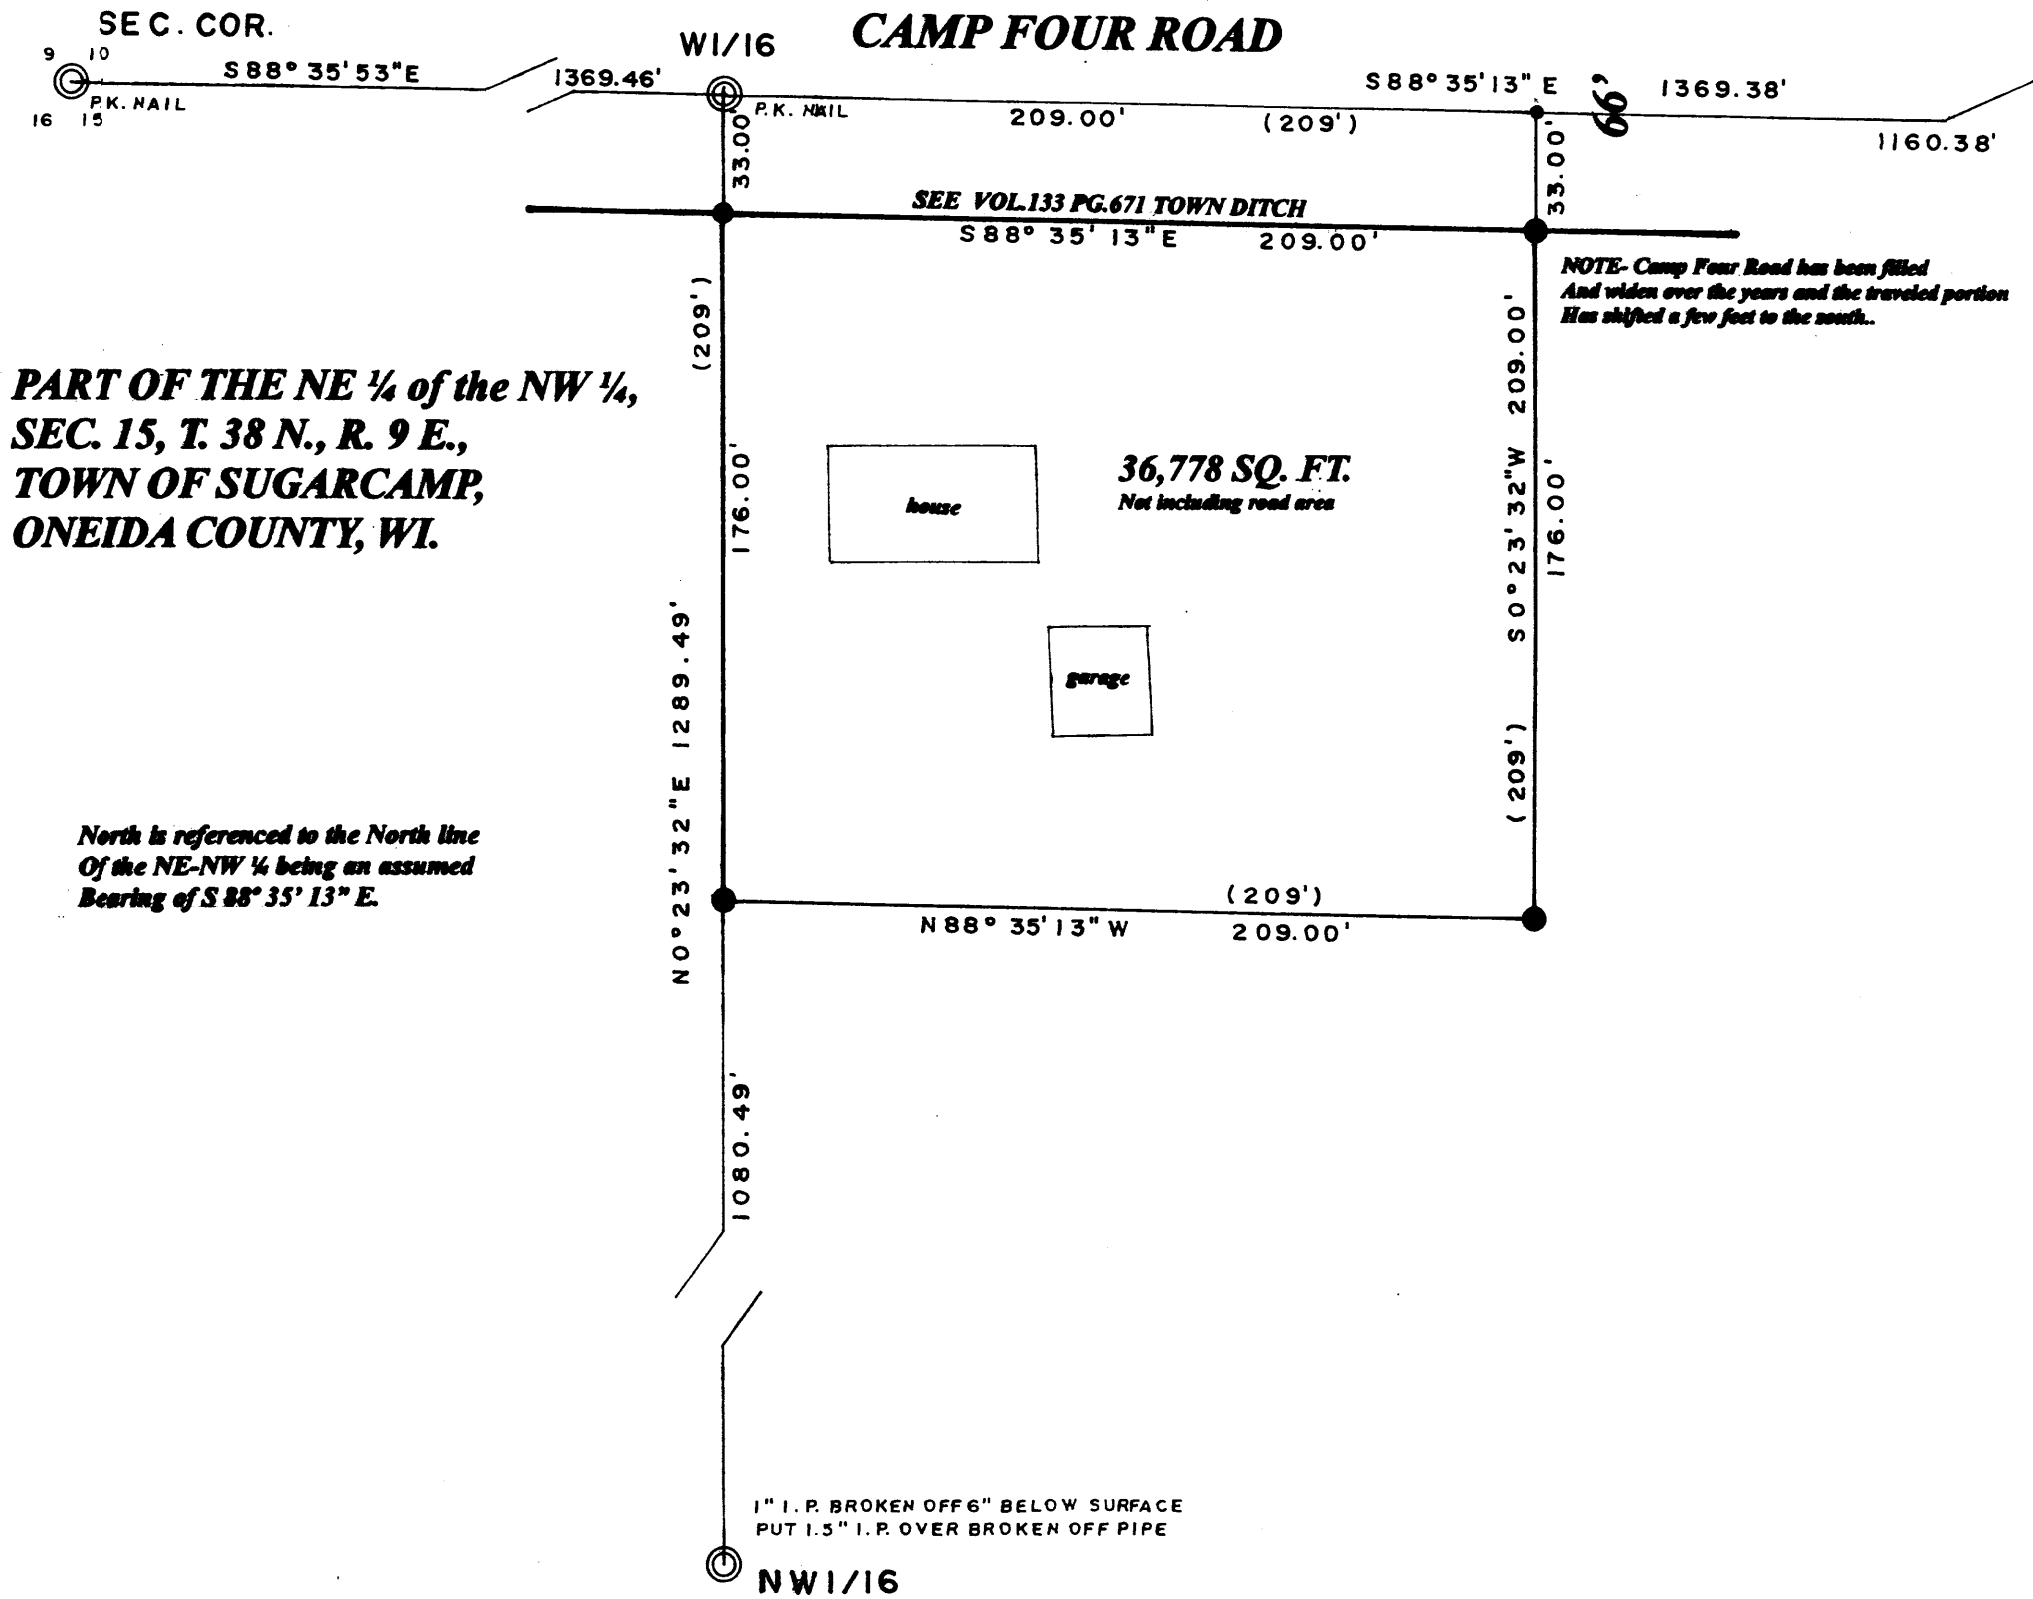 SEC. COR.
CAMP FOUR ROAD
W1/16
9 10
S88° 35' 53"E
1369.46'
S88° 35' 13" E
66'
1369.38'
P.K. NAIL
P.K. NAIL
16 15
209.00'
(209')
1160.38'
33.00'
33.00'
SEE VOL.133 PG.671 TOWN DITCH
S88° 35' 13"E
209.00'
NOTE- Camp Four Road has been filled
And widen over the years and the traveled portion
Has shifted a few feet to the south..
(209')
209.00'
PART OF THE NE ¼ of the NW ¼,
SEC. 15, T. 38 N., R. 9 E.,
TOWN OF SUGARCAMP,
ONEIDA COUNTY, WI.
176.00'
36,778 SQ. FT.
Not including road area
house
S0° 23' 32"W
176.00'
garage
N0° 23' 32"E 1289.49'
(209')
North is referenced to the North line
Of the NE-NW ¼ being an assumed
Bearing of S 88° 35' 13" E.
(209')
N88° 35' 13" W
209.00'
1080.49'
1" I.P. BROKEN OFF 6" BELOW SURFACE
PUT 1.5" I.P. OVER BROKEN OFF PIPE
NW1/16